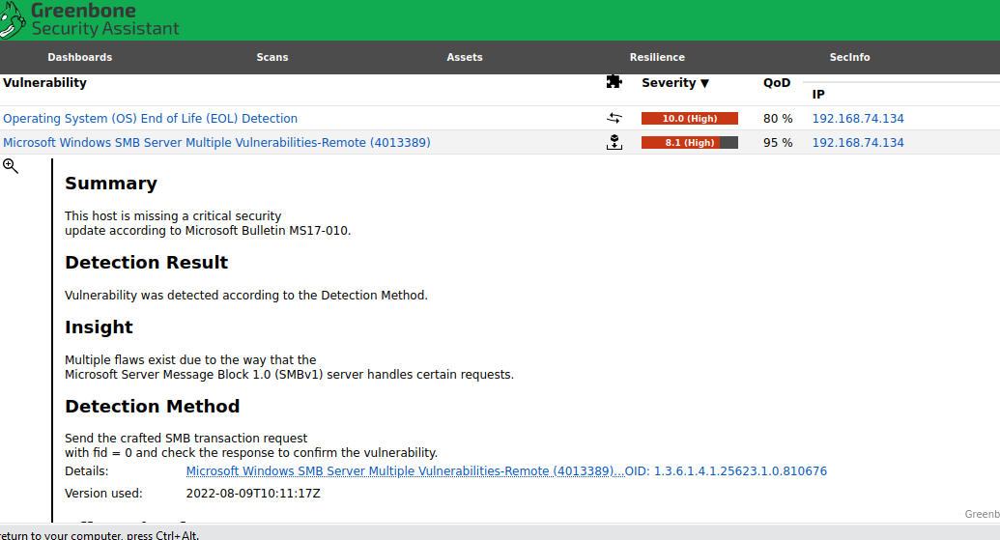 Greenbone
Security Assistant
Dashboards Scans Assets Resilience SecInfo
Vulnerability Severity ▼ QoD
IP
Operating System (OS) End of Life (EOL) Detection 10.0 (High) 80 % 192.168.74.134
Microsoft Windows SMB Server Multiple Vulnerabilities-Remote (4013389) 8.1 (High) 95 % 192.168.74.134
Summary
This host is missing a critical security
update according to Microsoft Bulletin MS17-010.
Detection Result
Vulnerability was detected according to the Detection Method.
Insight
Multiple flaws exist due to the way that the
Microsoft Server Message Block 1.0 (SMBv1) server handles certain requests.
Detection Method
Send the crafted SMB transaction request
with fid = 0 and check the response to confirm the vulnerability.
Details: Microsoft Windows SMB Server Multiple Vulnerabilities-Remote (4013389)...OID: 1.3.6.1.4.1.25623.1.0.810676
Version used: 2022-08-09T10:11:17Z
Greenb
return to your computer, press Ctrl+Alt.